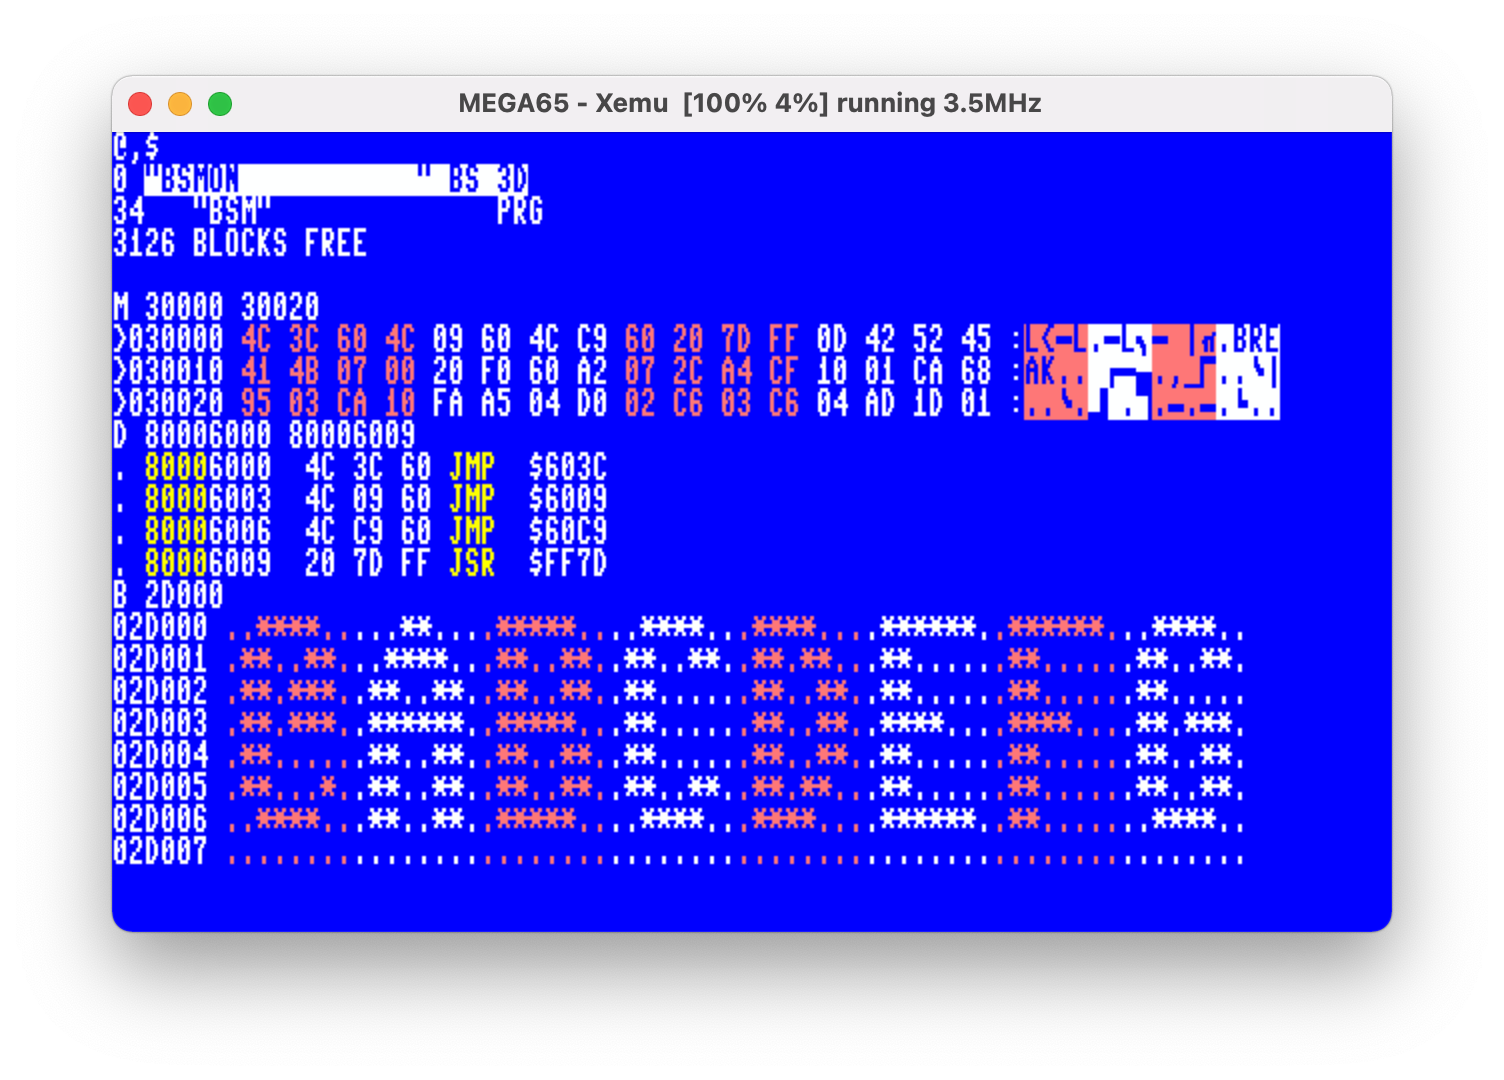 MEGA65 - Xemu [100% 4%] running 3.5MHz
@,$
0 "BSMON           " BS 3D
34   "BSM"              PRG
3126 BLOCKS FREE
M 30000 30020
>030000 4C 3C 60 4C 09 60 4C C9 60 20 7D FF 0D 42 52 45 :L<
>030010 41 4B 07 00 20 F0 60 A2 07 2C A4 CF 10 01 CA 68 :AK..
>030020 95 03 CA 10 FA A5 04 D0 02 C6 03 C6 04 AD 1D 01 :..
D 80006000 80006009
. 80006000  4C 3C 60 JMP  $603C
. 80006003  4C 09 60 JMP  $6009
. 80006006  4C C9 60 JMP  $60C9
. 80006009  20 7D FF JSR  $FF7D
B 2D000
02D000 ..****.....**....*****....****...****....******..******...****..
02D001 .**..**...****...**..**..**..**..**.**...**......**......**..**.
02D002 .**.***..**..**..**..**..**......**..**..**......**......**.....
02D003 .**.***..******..*****...**......**..**..****....****....**.***.
02D004 .**......**..**..**..**..**......**..**..**......**......**..**.
02D005 .**...*..**..**..**..**..**..**..**.**...**......**......**..**.
02D006 ..****...**..**..*****....****...****....******..**.......****..
02D007 ................................................................